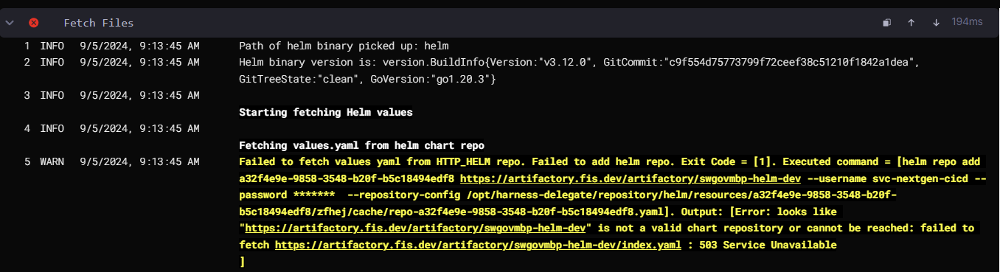 Fetch Files 194ms
1 INFO 9/5/2024, 9:13:45 AM Path of helm binary picked up: helm
2 INFO 9/5/2024, 9:13:45 AM Helm binary version is: version.BuildInfo{Version:"v3.12.0", GitCommit:"c9f554d75773799f72ceef38c51210f1842a1dea",
GitTreeState:"clean", GoVersion:"go1.20.3"}
3 INFO 9/5/2024, 9:13:45 AM
Starting fetching Helm values
4 INFO 9/5/2024, 9:13:45 AM
Fetching values.yaml from helm chart repo
5 WARN 9/5/2024, 9:13:45 AM Failed to fetch values yaml from HTTP_HELM repo. Failed to add helm repo. Exit Code = [1]. Executed command = [helm repo add
a32f4e9e-9858-3548-b20f-b5c18494edf8 https://artifactory.fis.dev/artifactory/swgovmbp-helm-dev --username svc-nextgen-cicd --
password ******* --repository-config /opt/harness-delegate/repository/helm/resources/a32f4e9e-9858-3548-b20f-
b5c18494edf8/zfhej/cache/repo-a32f4e9e-9858-3548-b20f-b5c18494edf8.yaml]. Output: [Error: looks like
"https://artifactory.fis.dev/artifactory/swgovmbp-helm-dev" is not a valid chart repository or cannot be reached: failed to
fetch https://artifactory.fis.dev/artifactory/swgovmbp-helm-dev/index.yaml : 503 Service Unavailable
]